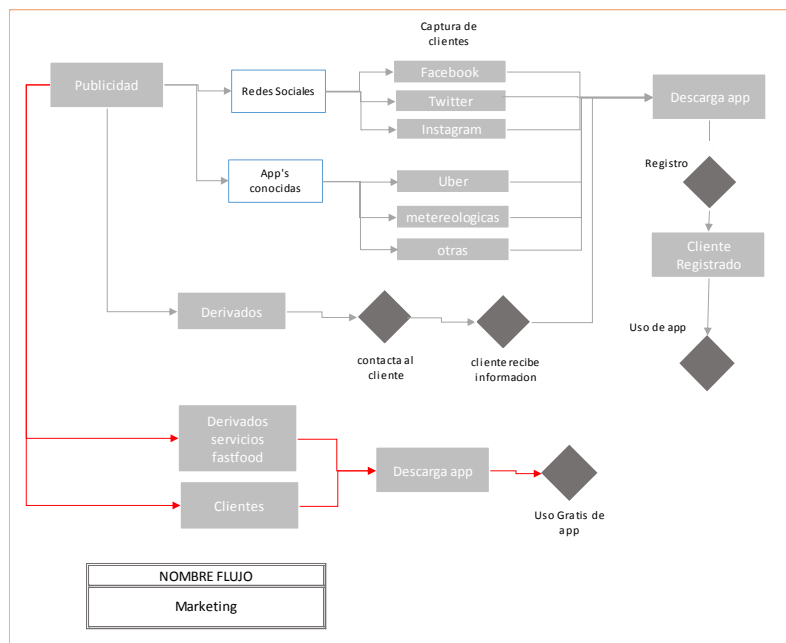 Captura de
clientes
Publicidad
Redes Sociales
Facebook
Twitter
Instagram
Descarga app
App's
conocidas
Uber
metereologicas
otras
Registro
Cliente
Registrado
Derivados
contacta al
cliente
cliente recibe
informacion
Uso de app
Derivados
servicios
fastfood
Clientes
Descarga app
Uso Gratis de
app
NOMBRE FLUJO
Marketing